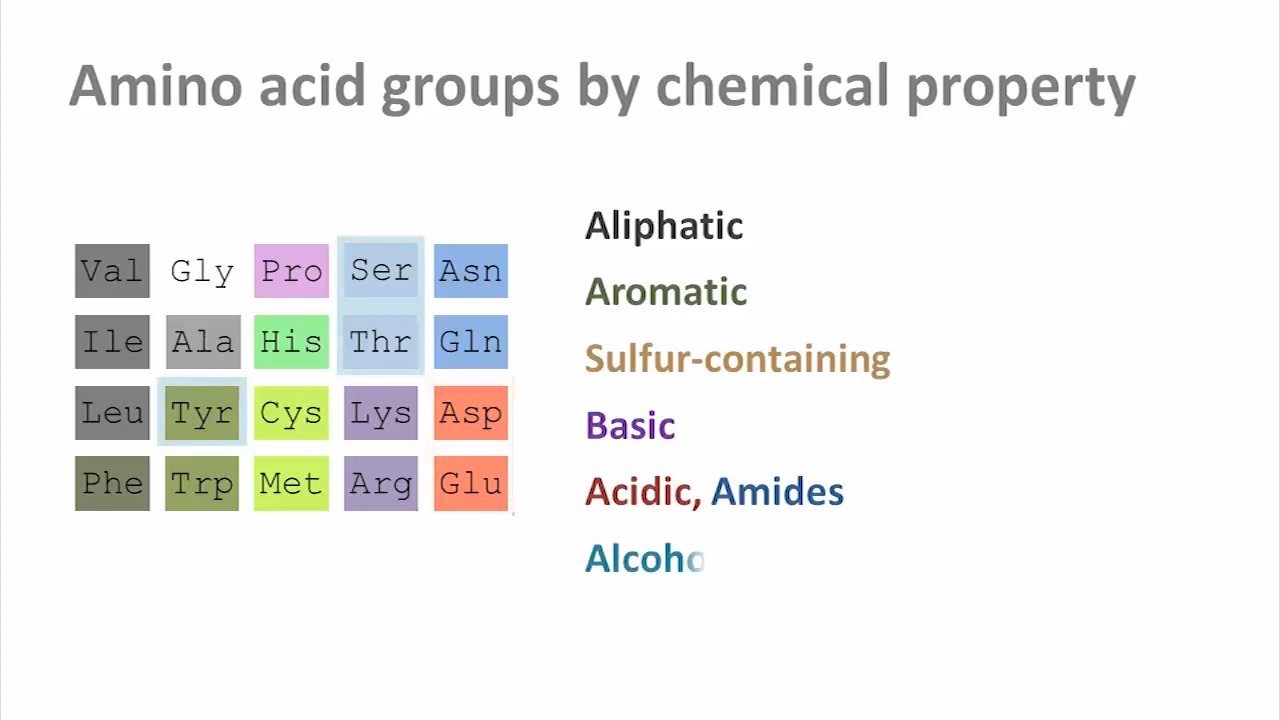 Amino acid groups by chemical property
Val Gly Pro Ser Asn
Ile Ala His Thr Gln
Leu Tyr Cys Lys Asp
Phe Trp Met Arg Glu
Aliphatic
Aromatic
Sulfur-containing
Basic
Acidic, Amides
Alcoho